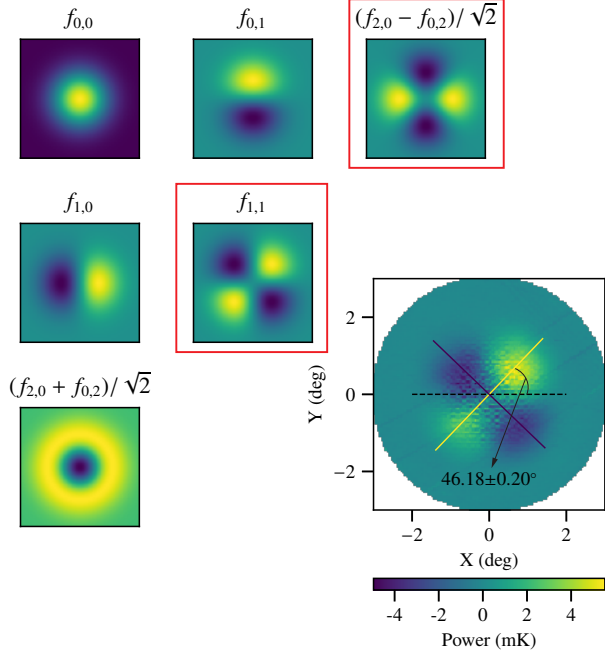 f0,0
f0,1
(f2,0 − f0,2)/ √2
f1,0
f1,1
(f2,0 + f0,2)/ √2
2
0
−2
Y (deg)
46.18±0.20°
−2
0
2
X (deg)
-4
-2
0
2
4
Power (mK)